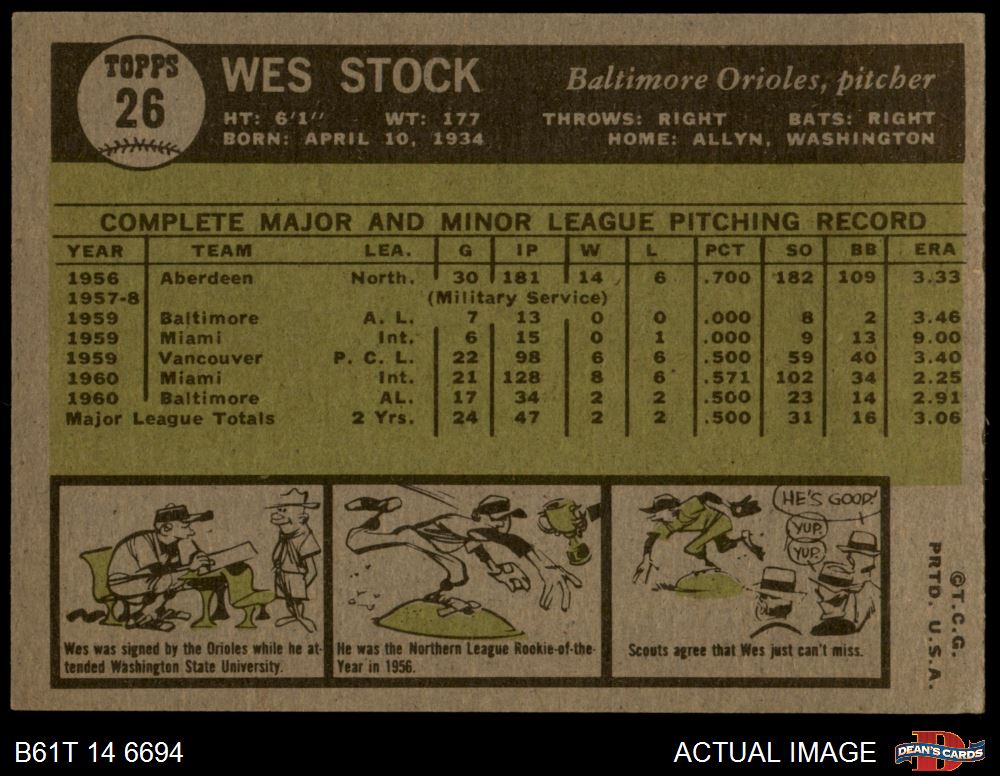 TOPPS
26
WES STOCK
Baltimore Orioles, pitcher
HT: 6'1" WT: 177 THROWS: RIGHT BATS: RIGHT
BORN: APRIL 10, 1934 HOME: ALLYN, WASHINGTON
COMPLETE MAJOR AND MINOR LEAGUE PITCHING RECORD
YEAR TEAM LEA. G IP W L PCT SO BB ERA
1956 Aberdeen North. 30 181 14 6 .700 182 109 3.33
1957-8 (Military Service)
1959 Baltimore A. L. 7 13 0 0 .000 8 2 3.46
1959 Miami Int. 6 15 0 1 .000 9 13 9.00
1959 Vancouver P. C. L. 22 98 6 6 .500 59 40 3.40
1960 Miami Int. 21 128 8 6 .571 102 34 2.25
1960 Baltimore AL. 17 34 2 2 .500 23 14 2.91
Major League Totals 2 Yrs. 24 47 2 2 .500 31 16 3.06
Wes was signed by the Orioles while he at-
tended Washington State University.
He was the Northern League Rookie-of-the-
Year in 1956.
HE'S GOOD!
YUP.
YUP.
Scouts agree that Wes just can't miss.
©T.C.G.
PRTD. U.S.A.
B61T 14 6694
ACTUAL IMAGE
D
DEAN'S CARDS